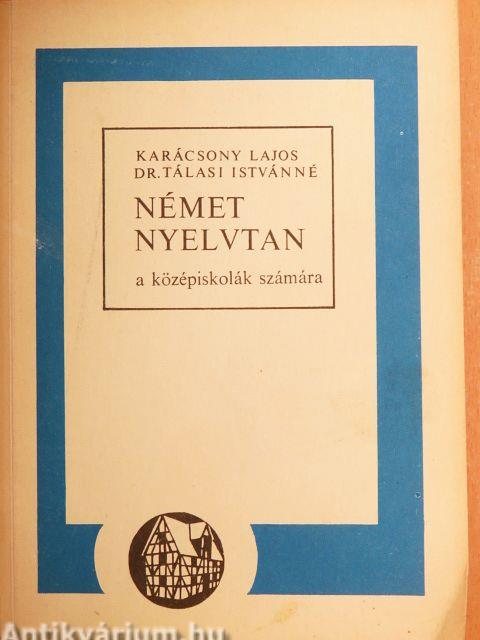 KARÁCSONY LAJOS
DR. TÁLASI ISTVÁNNÉ
NÉMET
NYELVTAN
a középiskolák számára
Antikvárium.hu